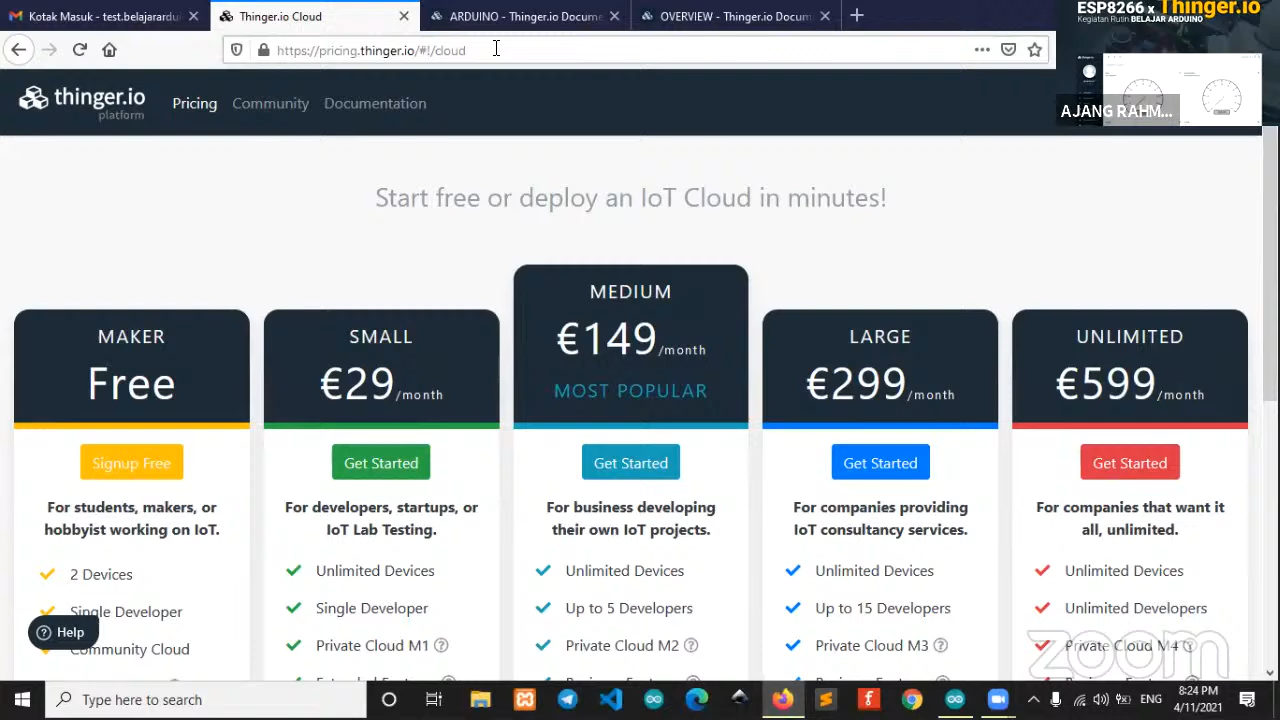 Kotak Masuk - test.belajarardu
Thinger.io Cloud
ARDUINO - Thinger.io Docume
OVERVIEW - Thinger.io Docum
https://pricing.thinger.io/#!/cloud
ESP8266 x Thinger.io
Kegiatan Rutin BELAJAR ARDUINO
AJANG RAHM...
thinger.io
platform
Pricing
Community
Documentation
Start free or deploy an IoT Cloud in minutes!
MAKER
Free
Signup Free
For students, makers, or
hobbyist working on IoT.
2 Devices
Single Developer
Community Cloud
SMALL
€29/month
Get Started
For developers, startups, or
IoT Lab Testing.
Unlimited Devices
Single Developer
Private Cloud M1
MEDIUM
€149/month
MOST POPULAR
Get Started
For business developing
their own IoT projects.
Unlimited Devices
Up to 5 Developers
Private Cloud M2
LARGE
€299/month
Get Started
For companies providing
IoT consultancy services.
Unlimited Devices
Up to 15 Developers
Private Cloud M3
UNLIMITED
€599/month
Get Started
For companies that want it
all, unlimited.
Unlimited Devices
Unlimited Developers
Private Cloud M4
Help
zoom
Type here to search
ENG
8:24 PM
4/11/2021